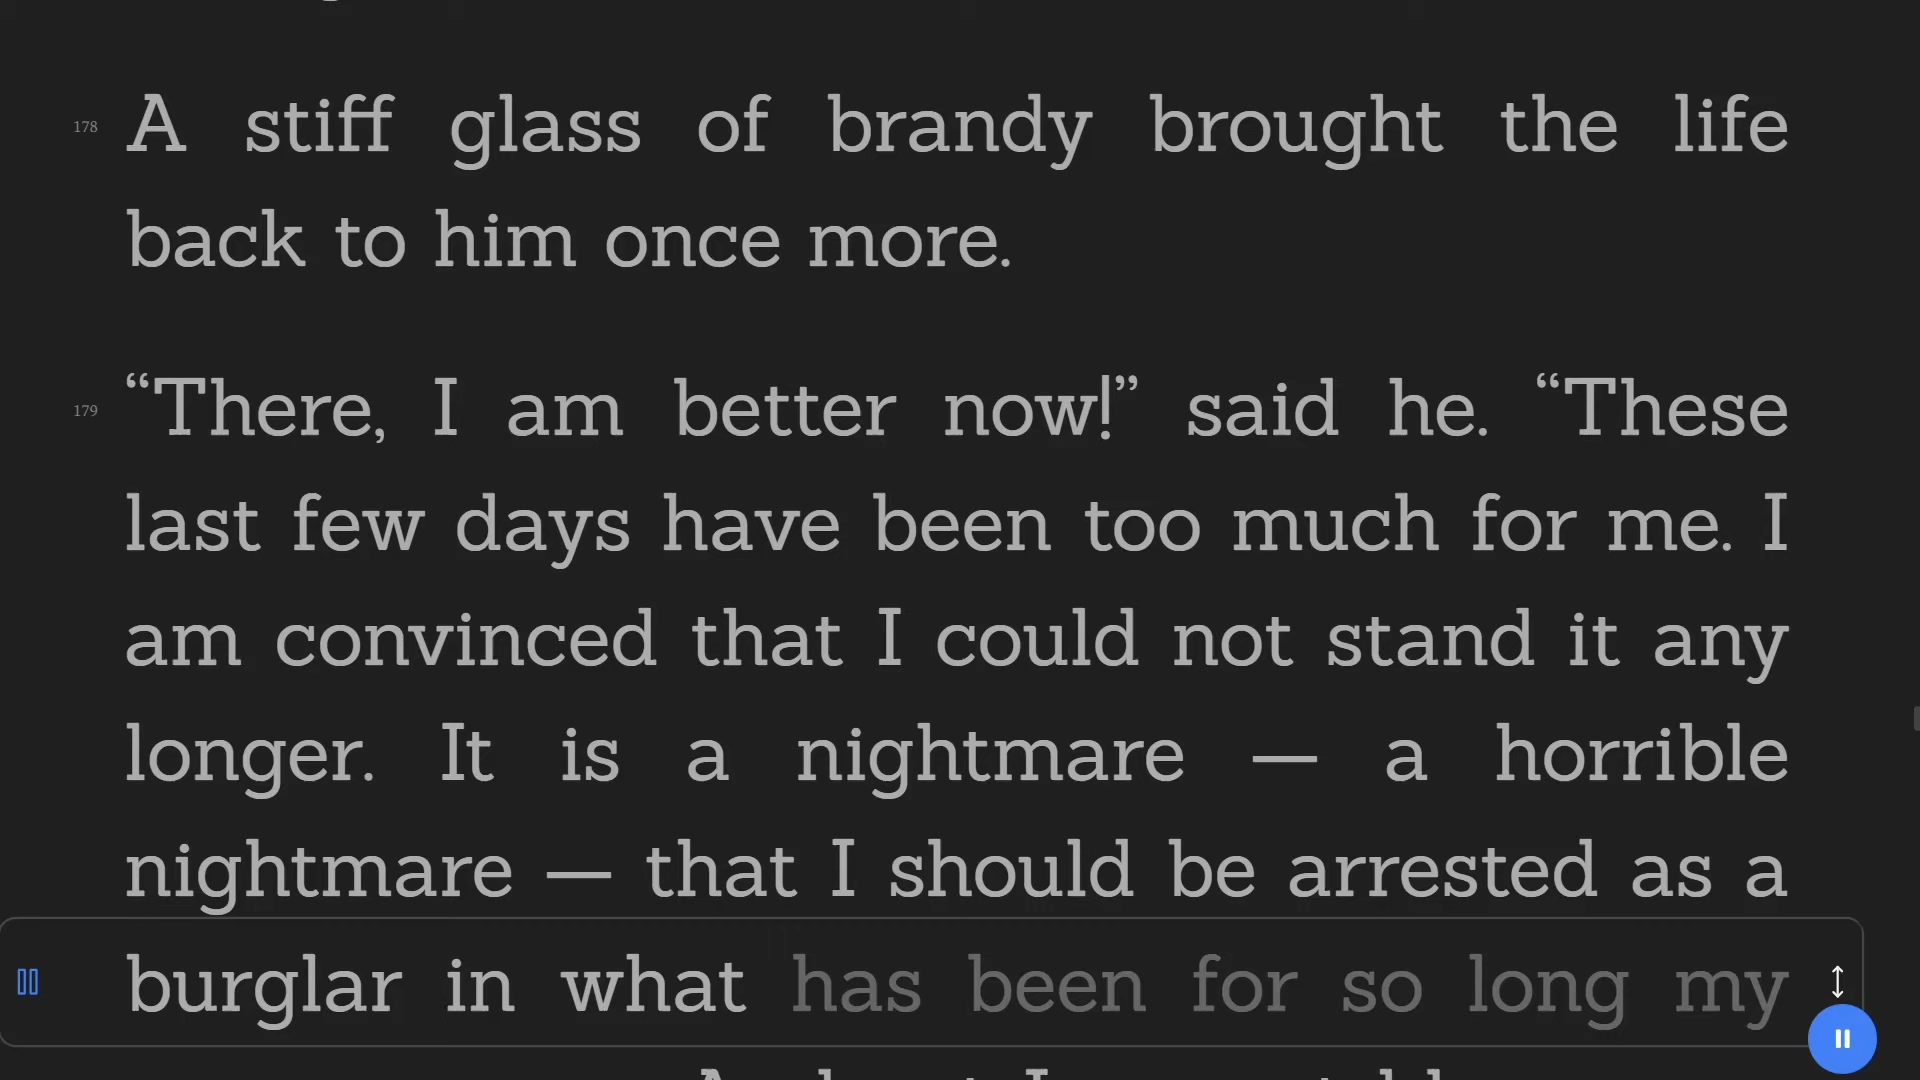 178
A stiff glass of brandy brought the life
back to him once more.
179
“There, I am better now!” said he. “These
last few days have been too much for me. I
am convinced that I could not stand it any
longer. It is a nightmare — a horrible
nightmare — that I should be arrested as a
burglar in what has been for so long my